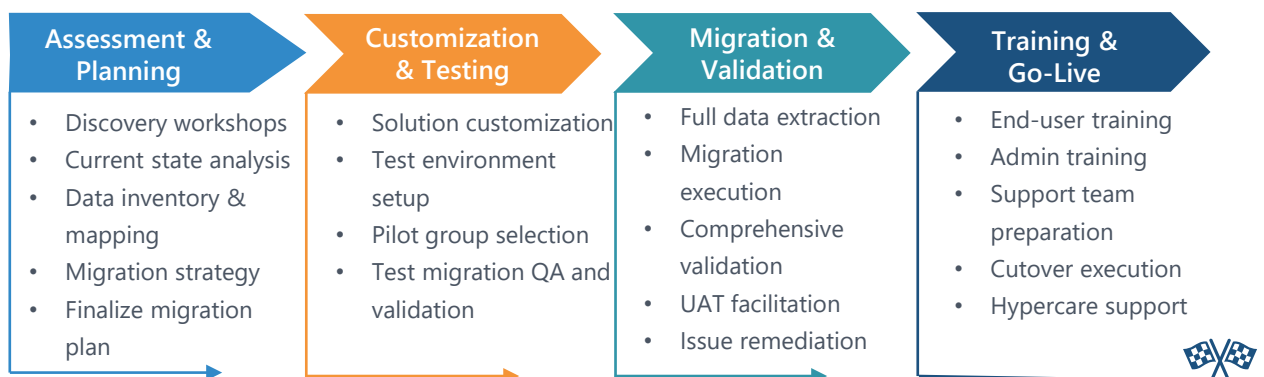 Assessment &
Planning
• Discovery workshops
• Current state analysis
• Data inventory &
mapping
• Migration strategy
• Finalize migration
plan
Customization
& Testing
• Solution customization
• Test environment
setup
• Pilot group selection
• Test migration QA and
validation
Migration &
Validation
• Full data extraction
• Migration
execution
• Comprehensive
validation
• UAT facilitation
• Issue remediation
Training &
Go-Live
• End-user training
• Admin training
• Support team
preparation
• Cutover execution
• Hypercare support